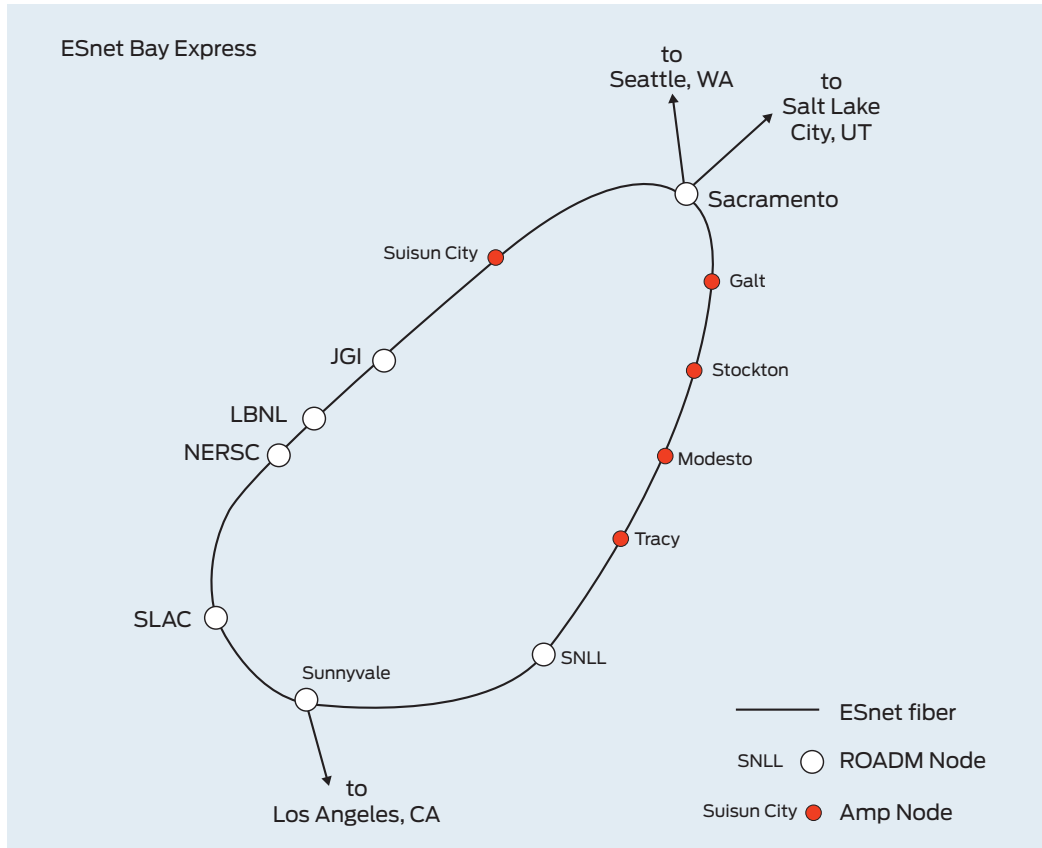 ESnet Bay Express
to
Seattle, WA
to
Salt Lake
City, UT
Sacramento
Suisun City
Galt
JGI
Stockton
LBNL
NERSC
Modesto
Tracy
SLAC
SNLL
Sunnyvale
to
Los Angeles, CA
ESnet fiber
SNLL ROADM Node
Suisun City Amp Node